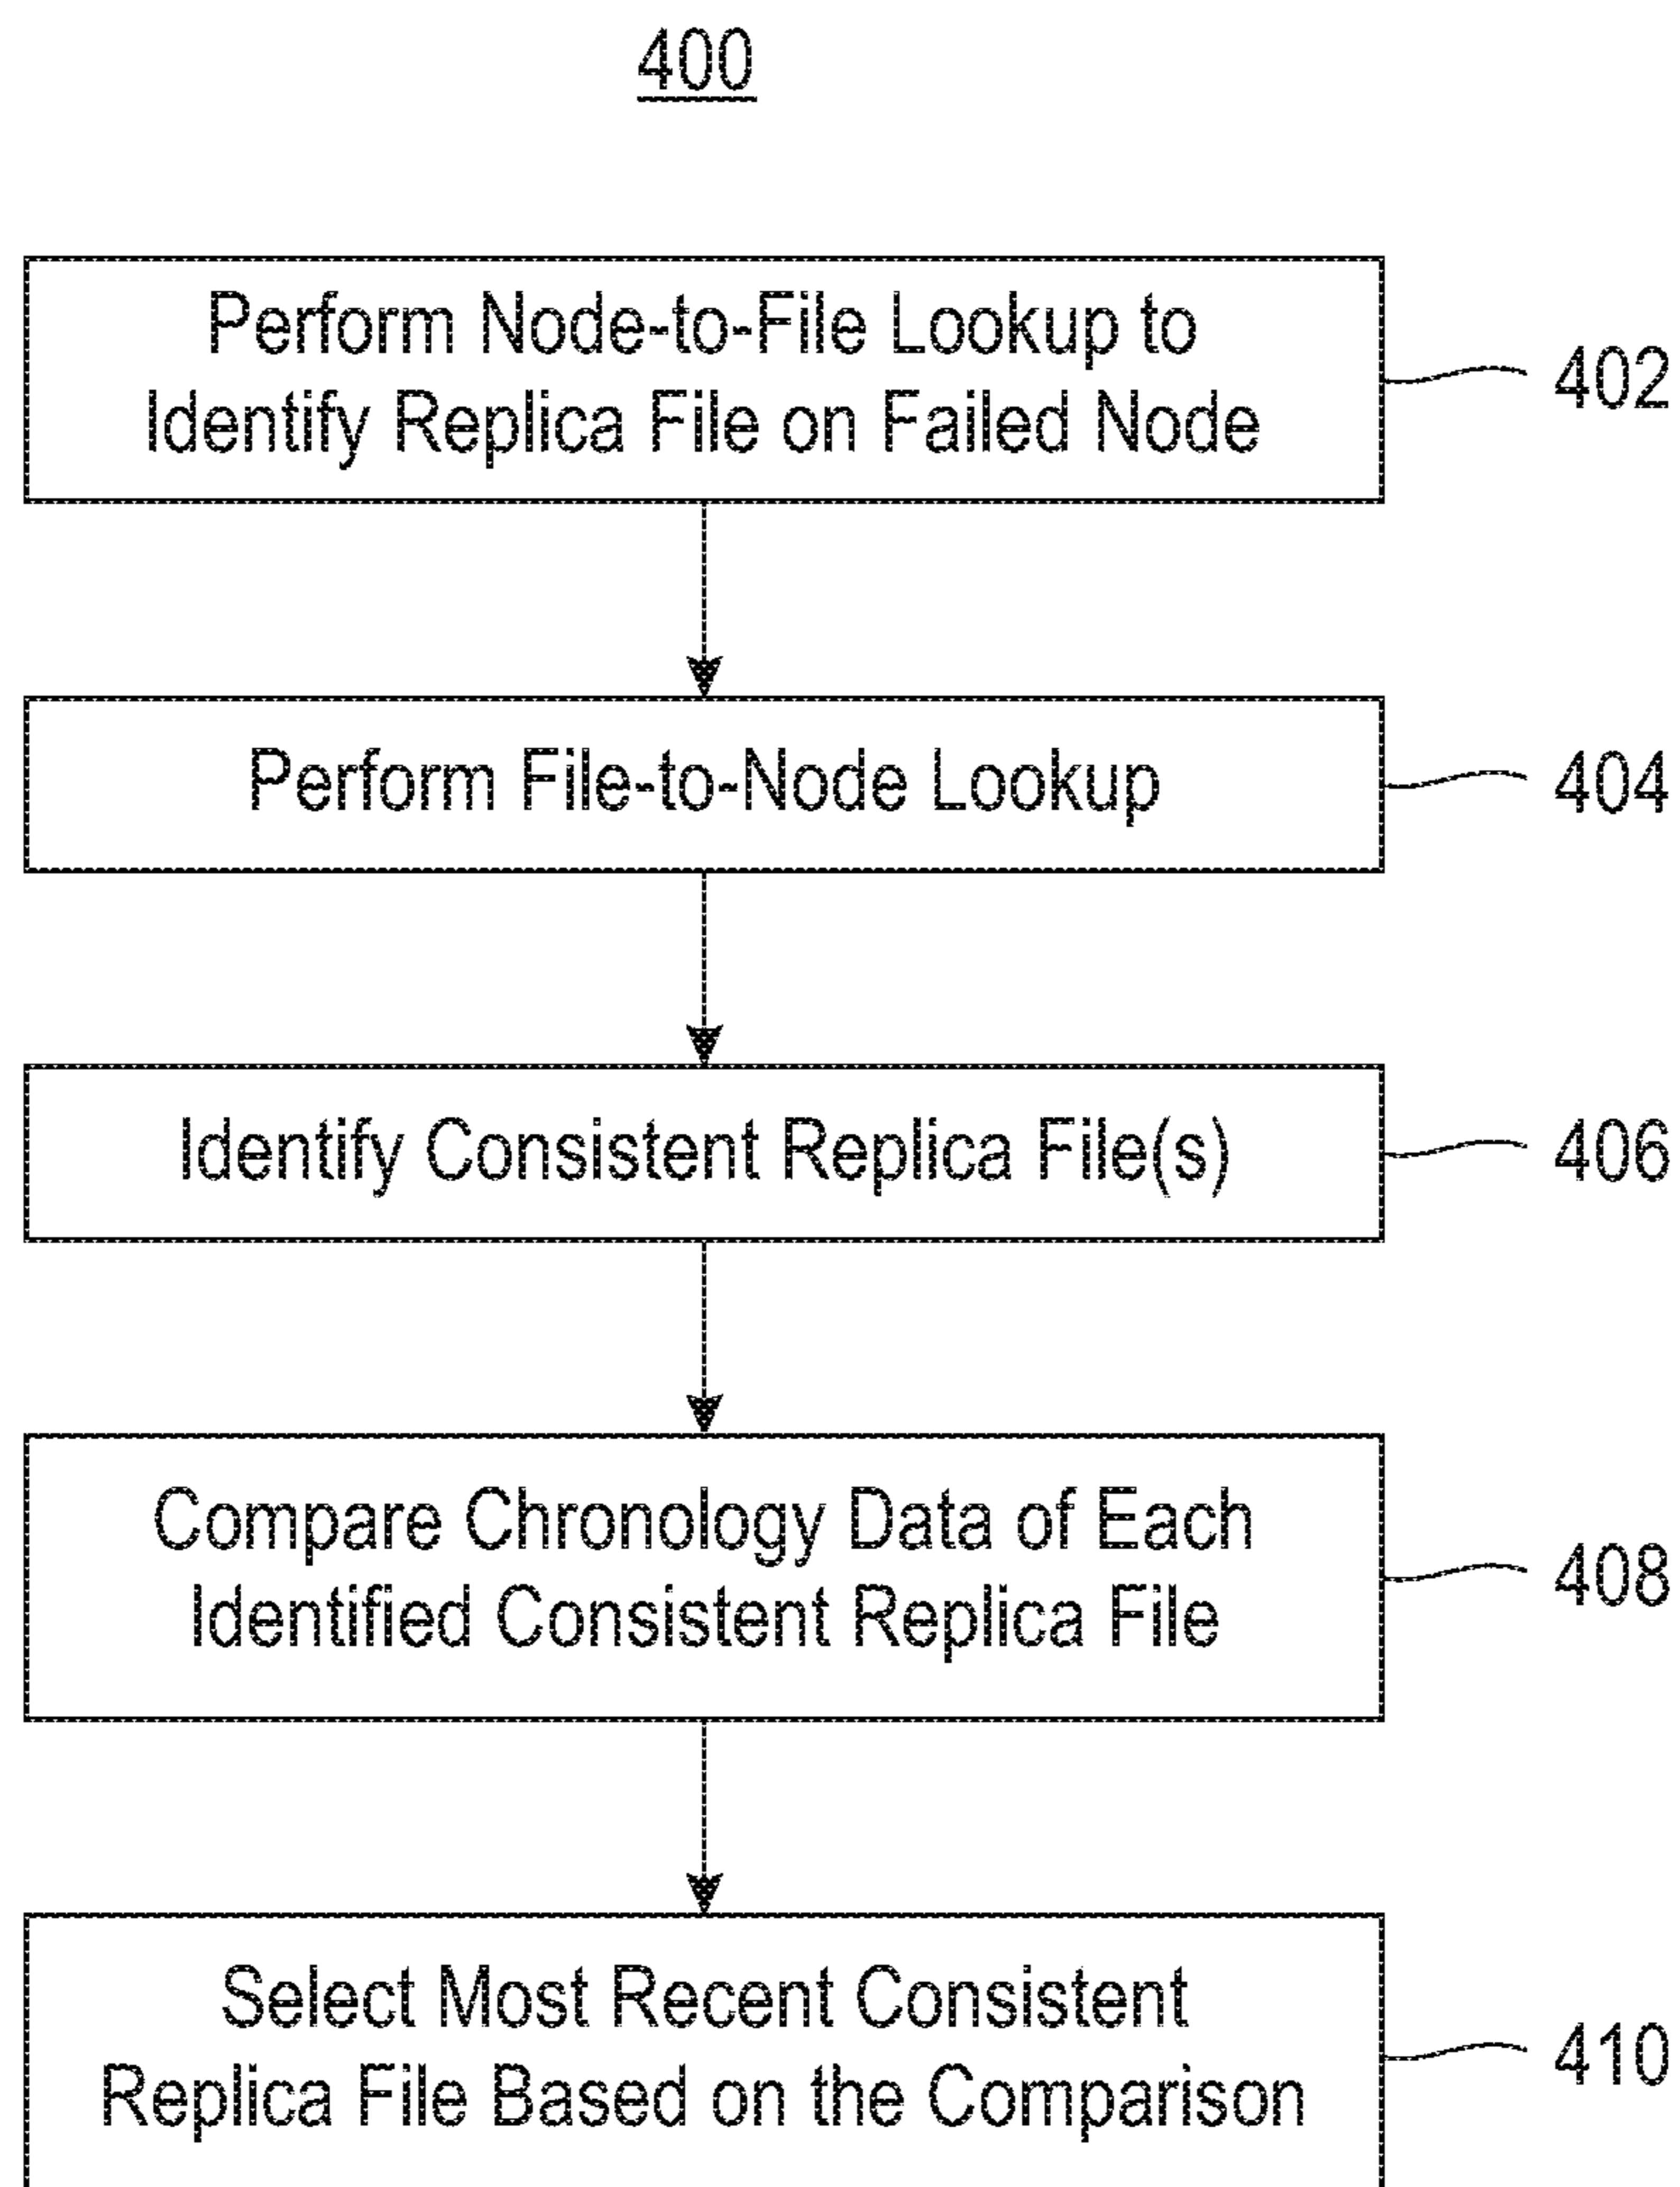 400
Perform Node-to-File Lookup to
Identify Replica File on Failed Node
402
Perform File-to-Node Lookup
404
Identify Consistent Replica File(s)
406
Compare Chronology Data of Each
Identified Consistent Replica File
408
Select Most Recent Consistent
Replica File Based on the Comparison
410